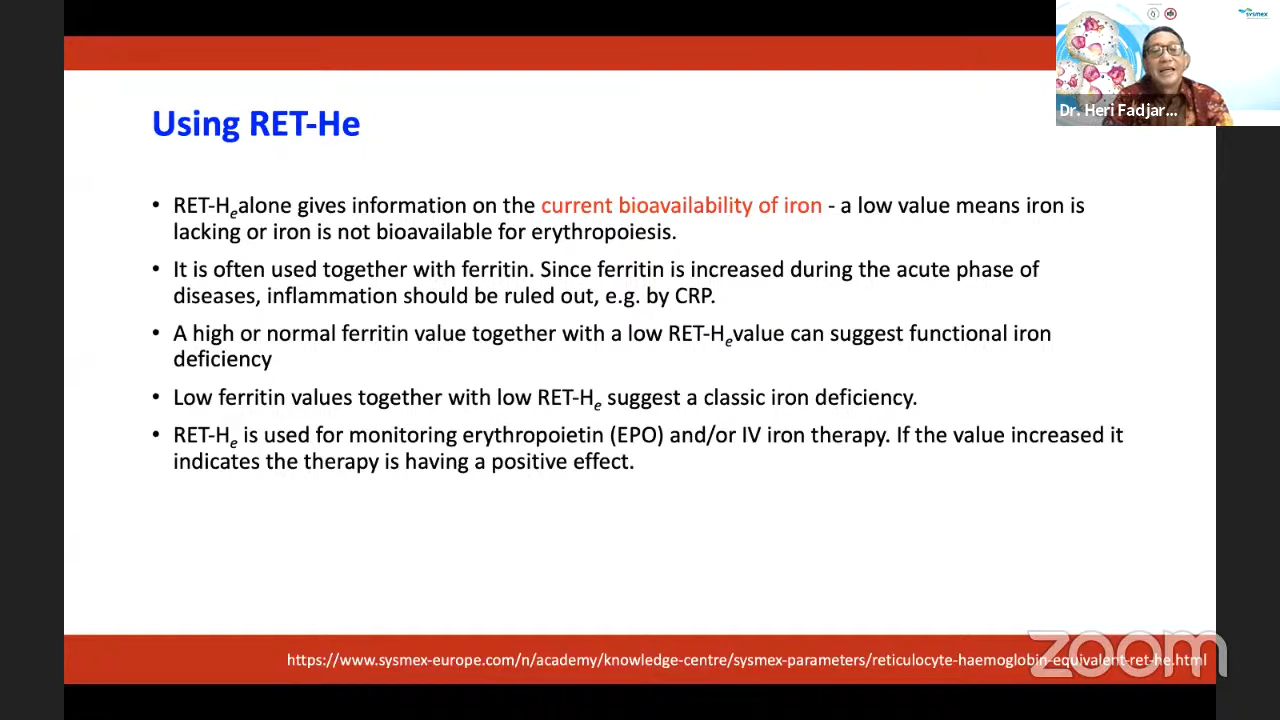 sysmex
Dr. Heri Fadjar...
Using RET-He
• RET-Healone gives information on the current bioavailability of iron - a low value means iron is
lacking or iron is not bioavailable for erythropoiesis.
• It is often used together with ferritin. Since ferritin is increased during the acute phase of
diseases, inflammation should be ruled out, e.g. by CRP.
• A high or normal ferritin value together with a low RET-Hevalue can suggest functional iron
deficiency
• Low ferritin values together with low RET-He suggest a classic iron deficiency.
• RET-He is used for monitoring erythropoietin (EPO) and/or IV iron therapy. If the value increased it
indicates the therapy is having a positive effect.
https://www.sysmex-europe.com/n/academy/knowledge-centre/sysmex-parameters/reticulocyte-haemoglobin-equivalent-ret-he.html
zoom